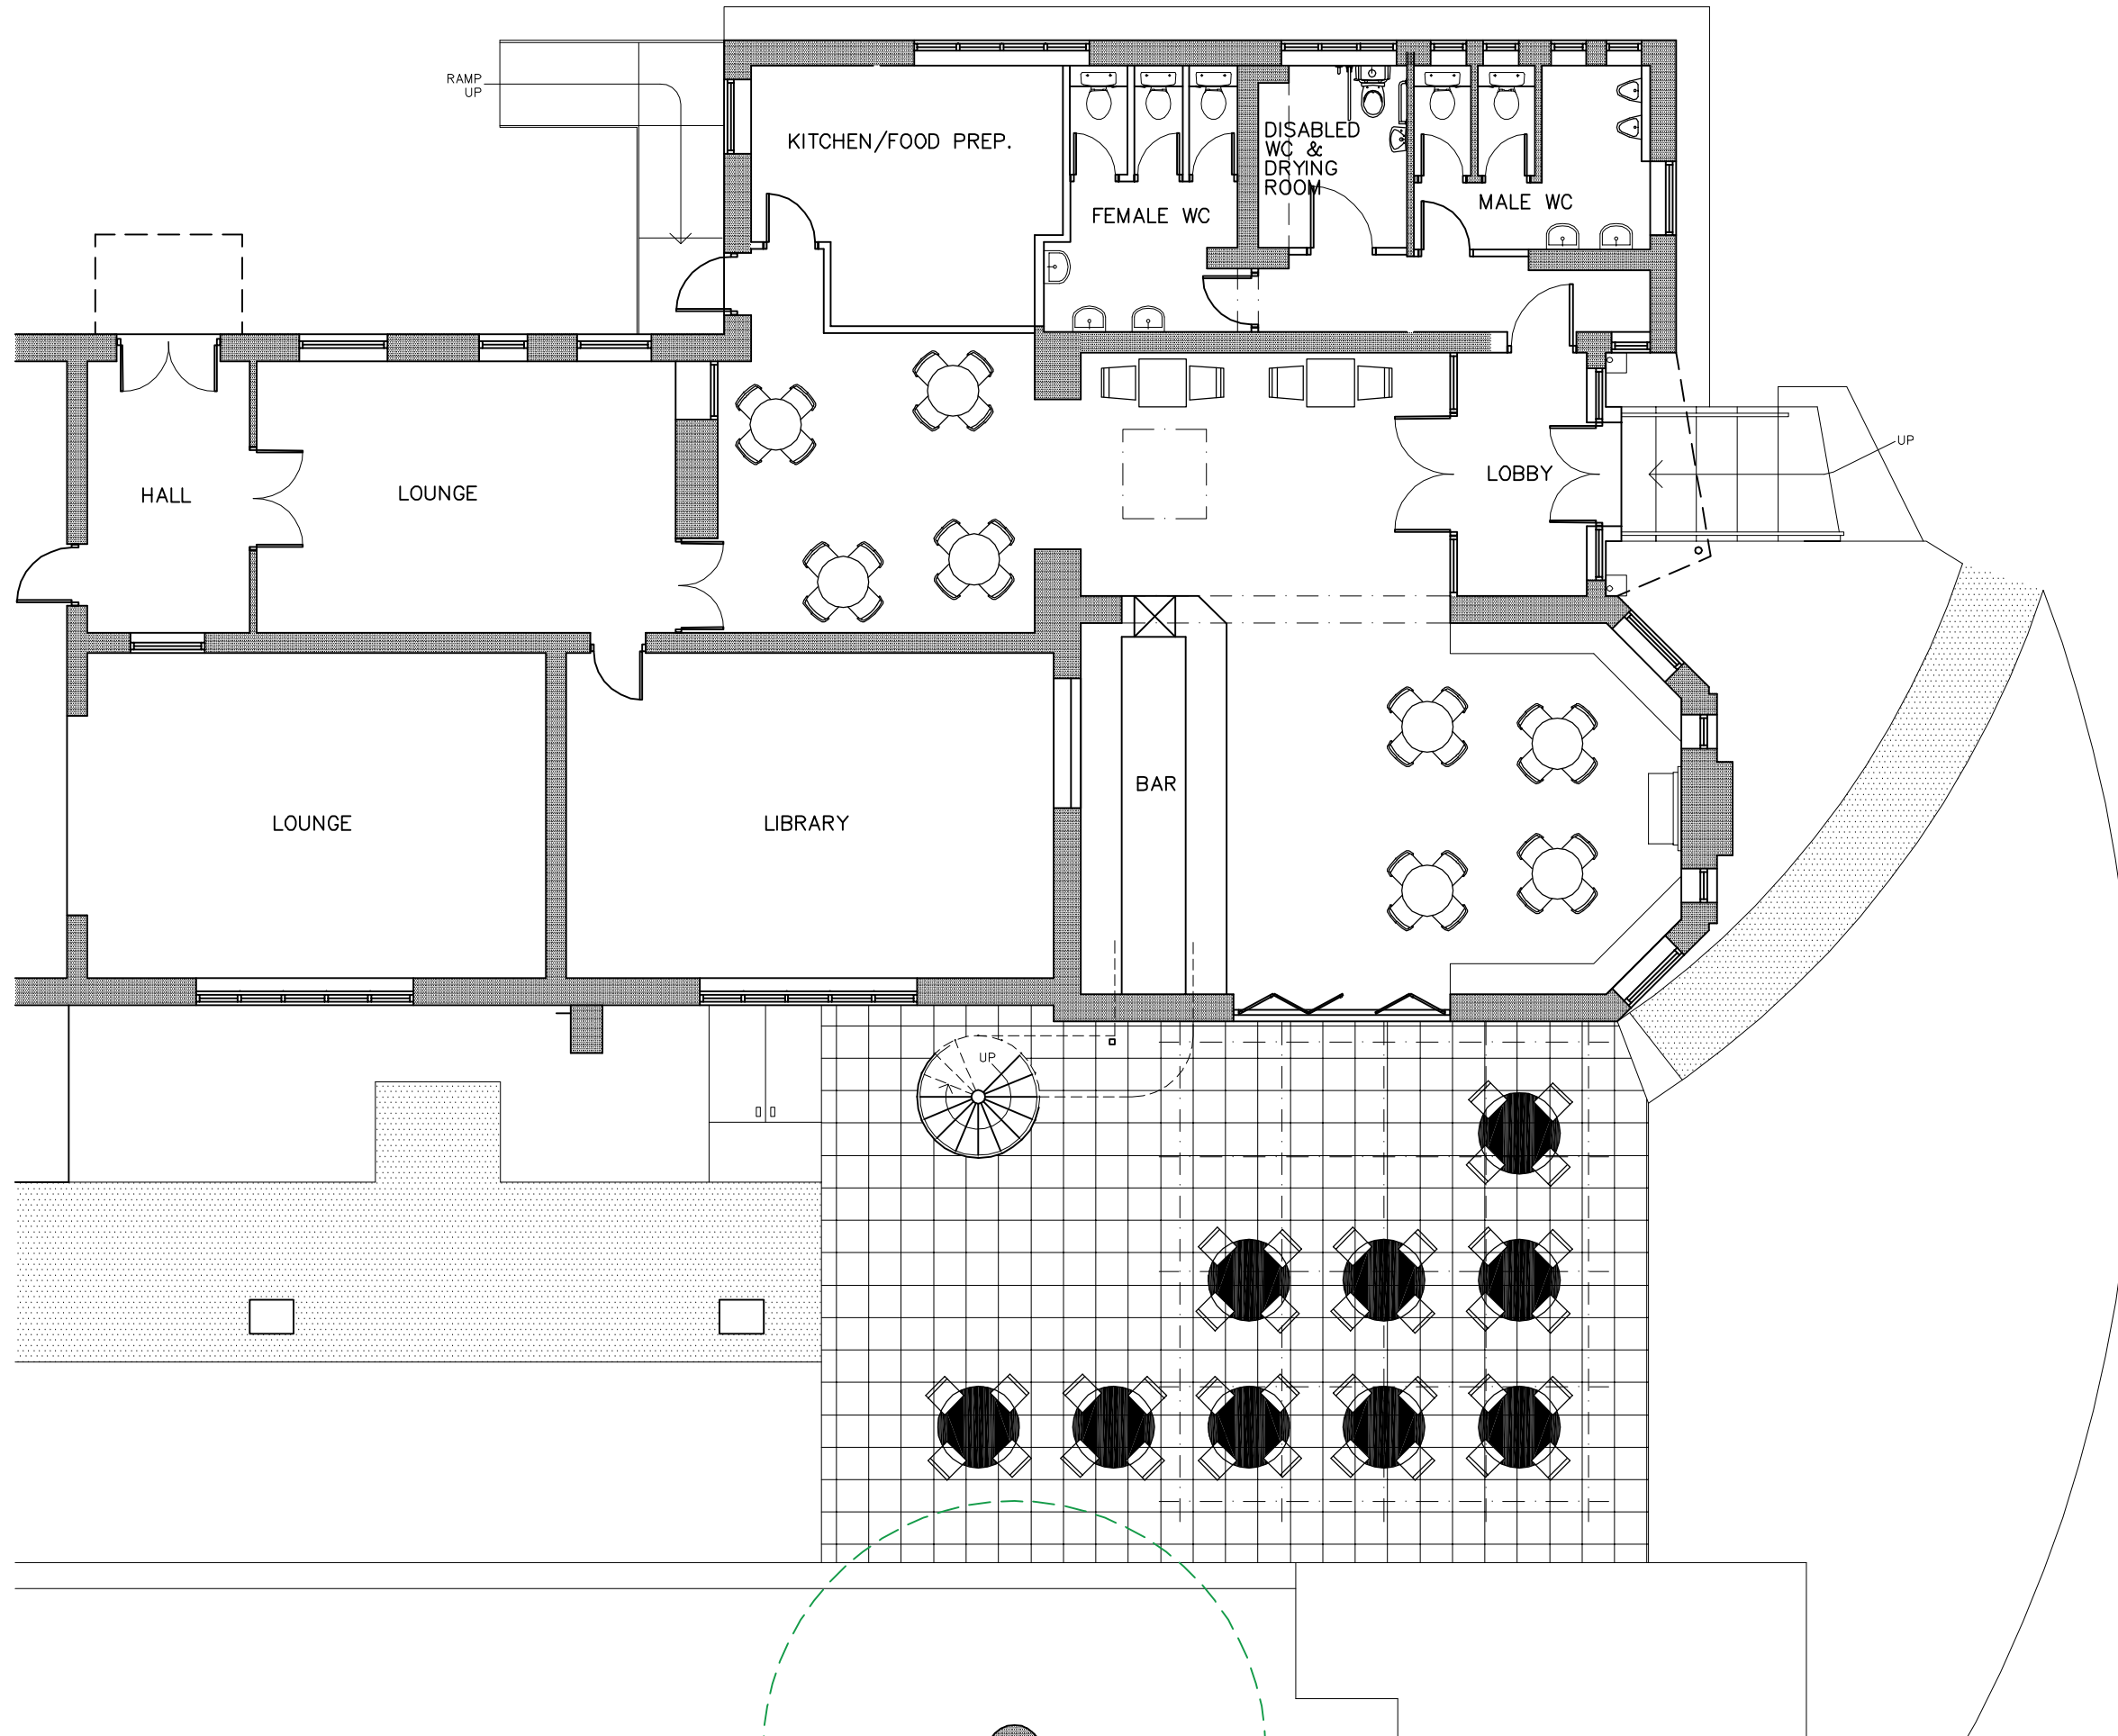 RAMP
UP
KITCHEN/FOOD PREP.
DISABLED
WC &
DRYING
ROOM
FEMALE WC
MALE WC
HALL
LOUNGE
LOBBY
UP
BAR
LOUNGE
LIBRARY
UP